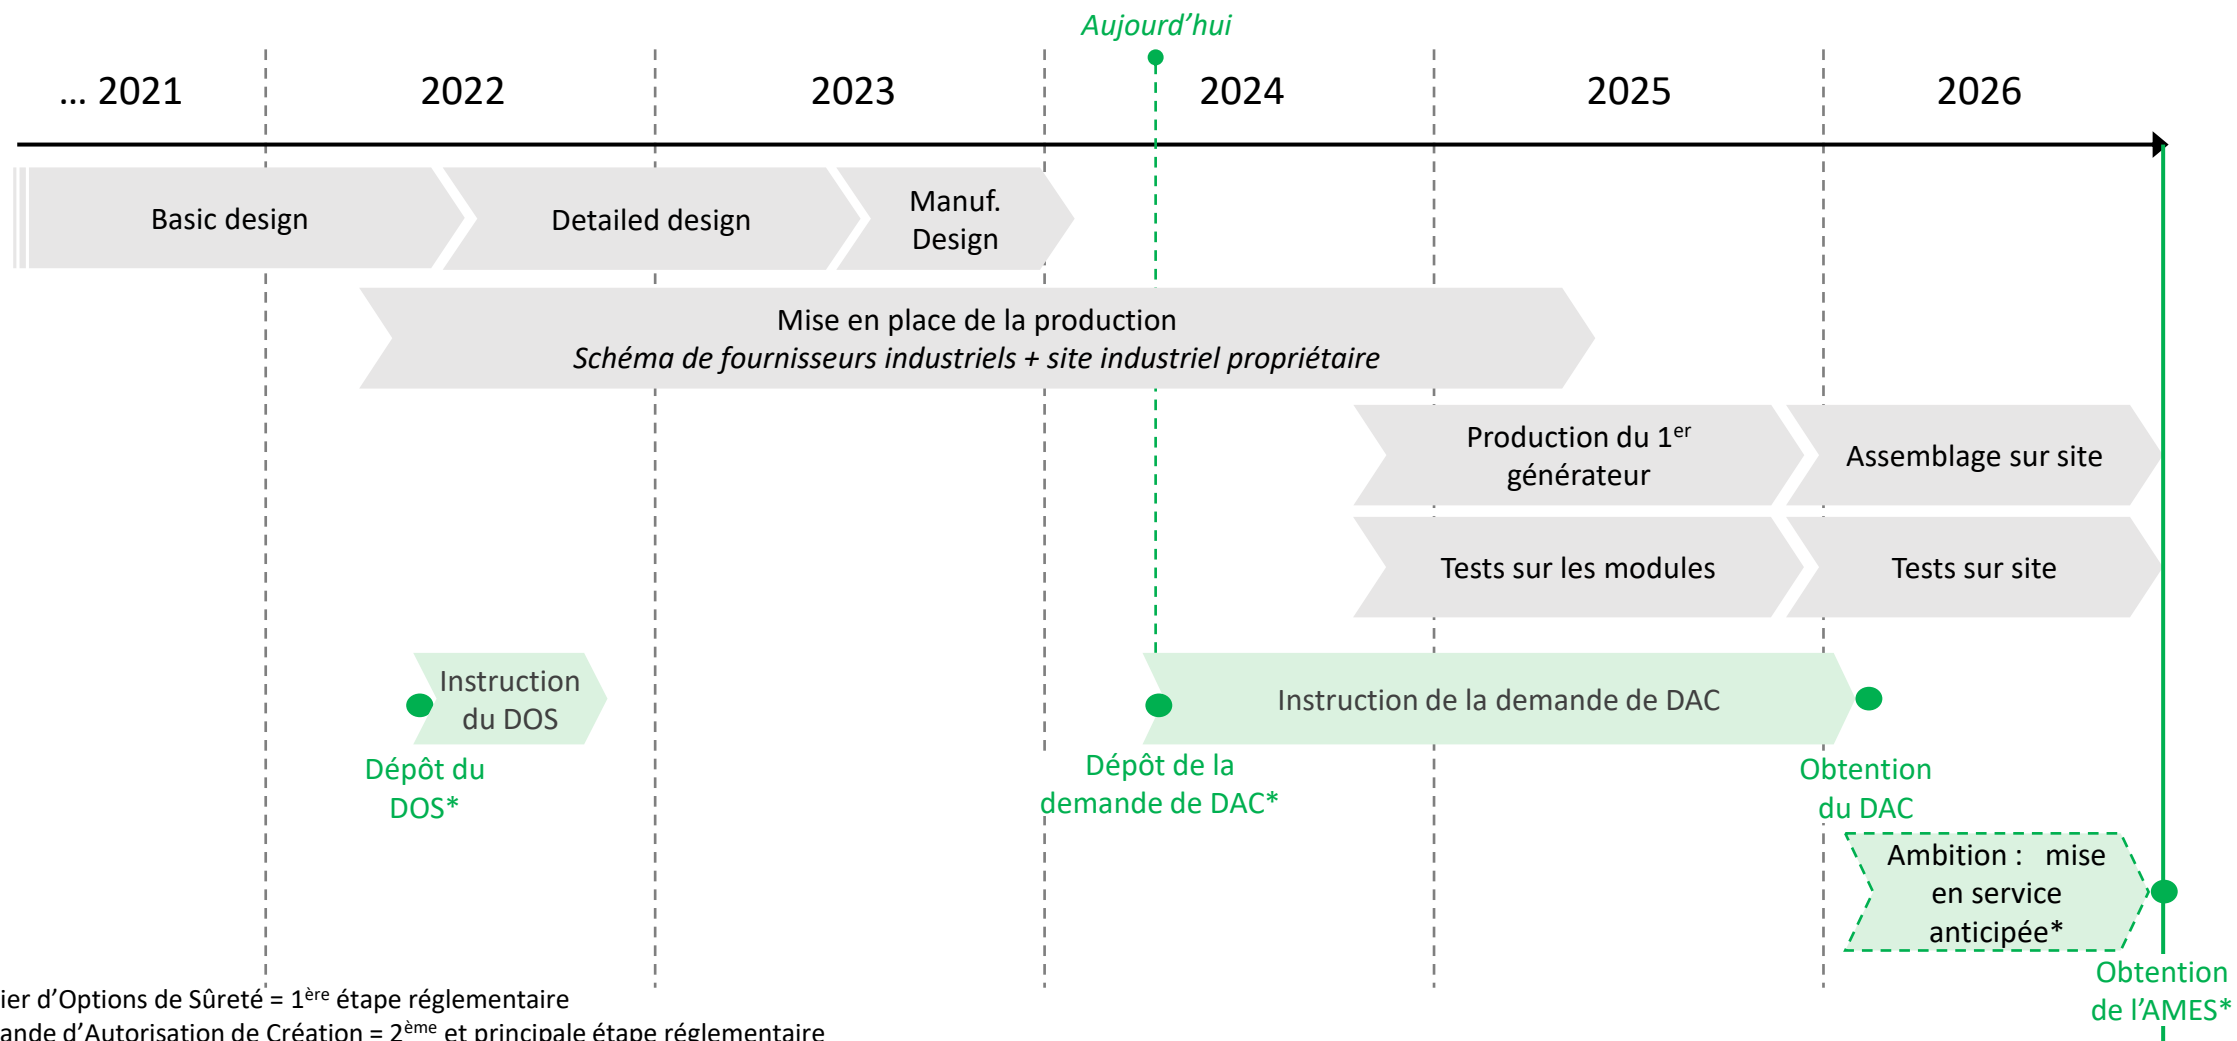 Aujourd’hui
... 2021
2022
2023
2024
2025
2026
Basic design
Detailed design
Manuf.
Design
Mise en place de la production
Schéma de fournisseurs industriels + site industriel propriétaire
Production du 1er
générateur
Assemblage sur site
Tests sur les modules
Tests sur site
Instruction
du DOS
Instruction de la demande de DAC
Dépôt du
DOS*
Dépôt de la
demande de DAC*
Obtention
du DAC
Ambition : mise
en service
anticipée*
Obtention
de l’AMES*
d’Options de Sûreté = 1ère étape réglementaire
d’Autorisation de Création = 2ème et principale étape réglementaire